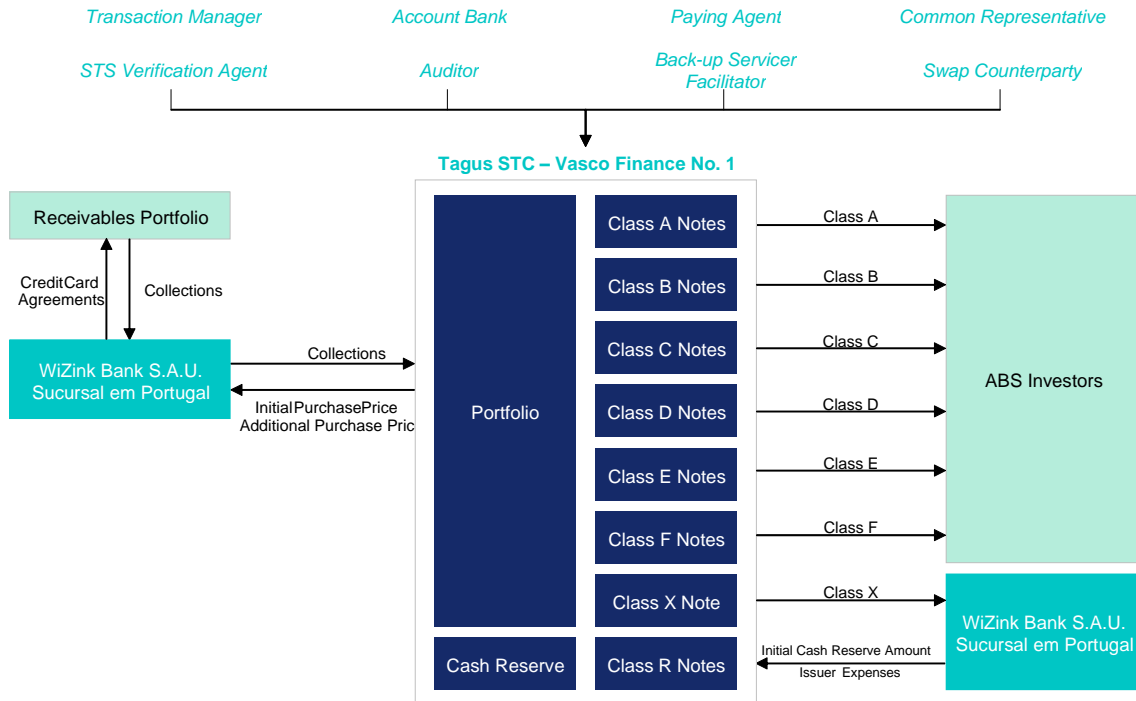 Transaction Manager
Account Bank
Paying Agent
Common Representative
STS Verification Agent
Auditor
Back-up Servicer
Facilitator
Swap Counterparty
Tagus STC – Vasco Finance No. 1
Receivables Portfolio
CreditCard
Agreements
Collections
WiZink Bank S.A.U.
Sucursal em Portugal
Collections
InitialPurchasePrice
Additional Purchase Pric
Portfolio
Cash Reserve
Class A Notes
Class B Notes
Class C Notes
Class D Notes
Class E Notes
Class F Notes
Class X Note
Class R Notes
Class A
Class B
Class C
Class D
Class E
Class F
Class X
Initial Cash Reserve Amount
Issuer Expenses
ABS Investors
WiZink Bank S.A.U.
Sucursal em Portugal